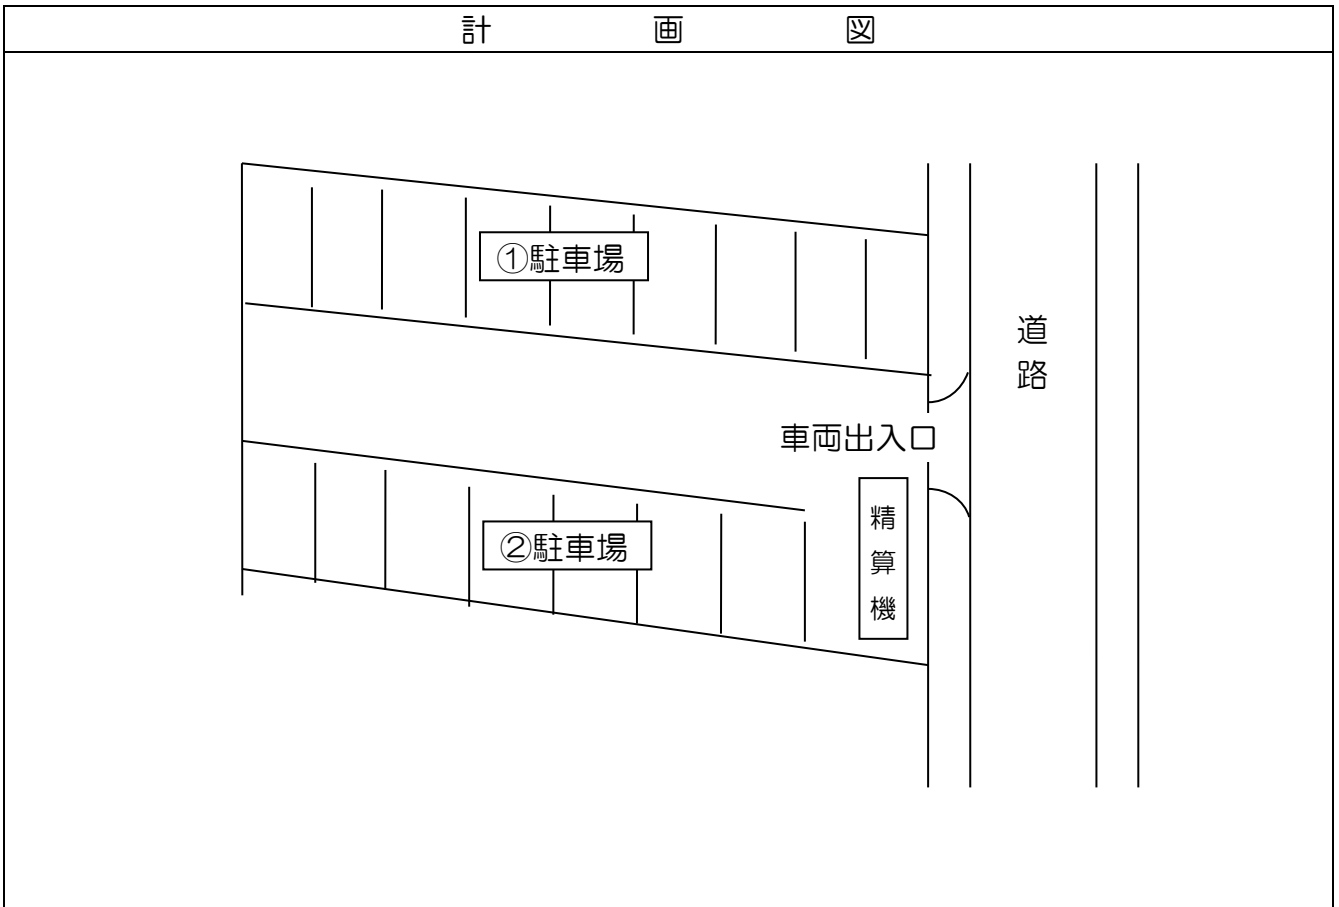 計画図
①駐車場
道路
車両出入口
②駐車場
精算機